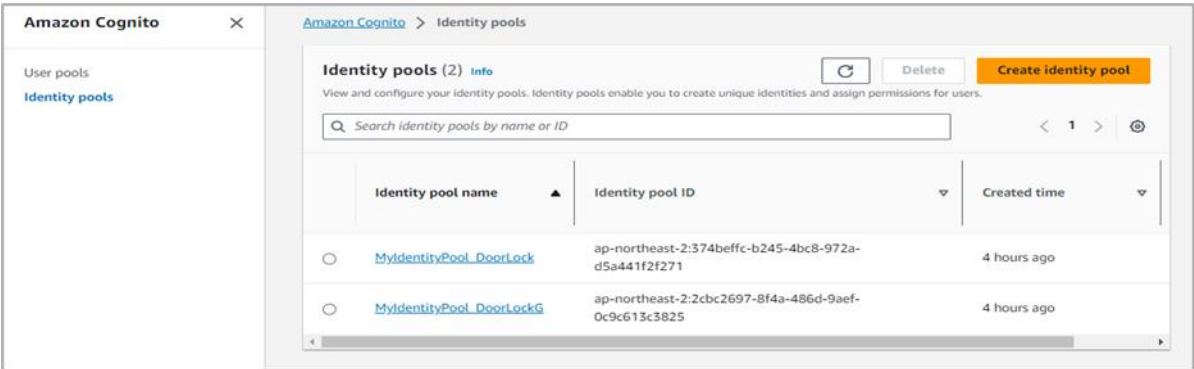 Amazon Cognito
User pools
Identity pools
Amazon Cognito > Identity pools
Identity pools (2) Info
Delete
Create identity pool
View and configure your identity pools. Identity pools enable you to create unique identities and assign permissions for users.
Search identity pools by name or ID
1
Identity pool name
Identity pool ID
Created time
MyIdentityPool_DoorLock
ap-northeast-2:374beffc-b245-4bc8-972a-
d5a441f2f271
4 hours ago
MyIdentityPool_DoorLockG
ap-northeast-2:2cbc2697-8f4a-486d-9aef-
0c9c613c3825
4 hours ago